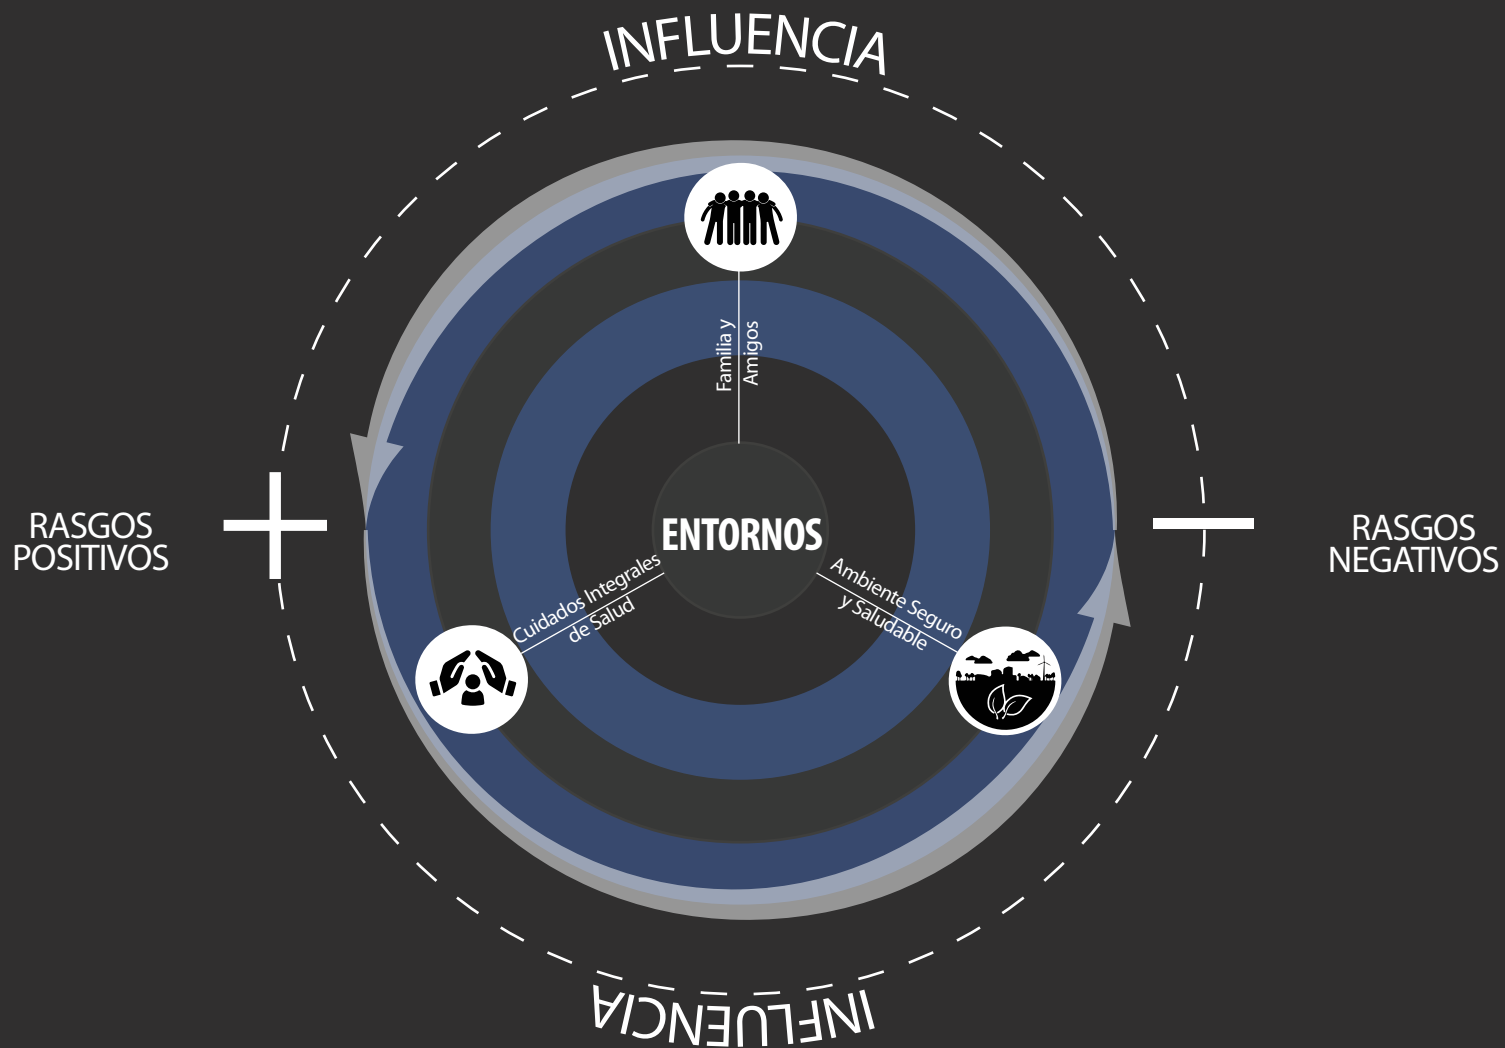 INFLUENCIA
Familia y
Amigos
RASGOS
POSITIVOS
ENTORNOS
RASGOS
NEGATIVOS
Cuidados Integrales
de Salud
Ambiente Seguro
y Saludable
INFLUENCIA